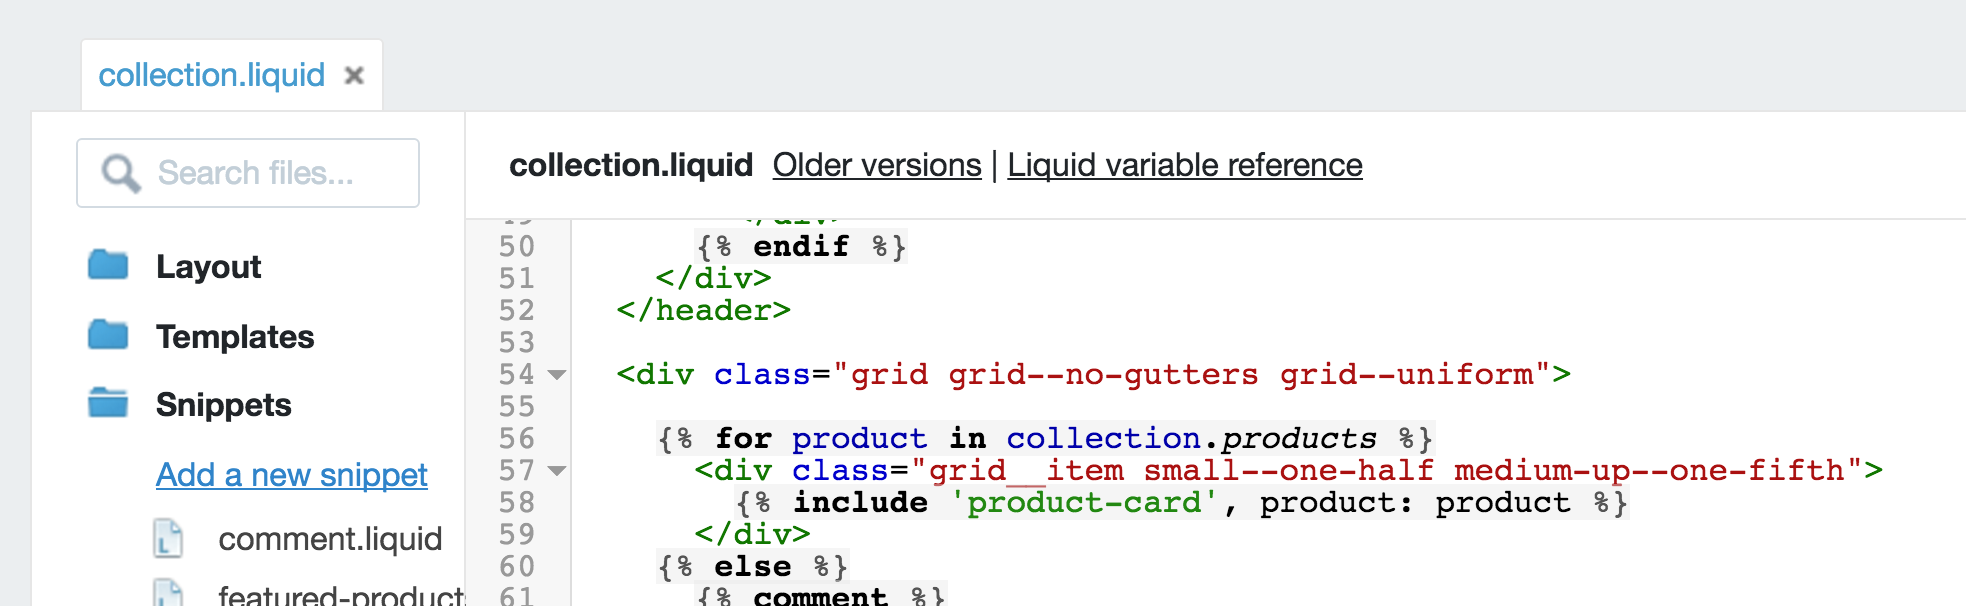 collection.liquid ×
Search files...
Layout
Templates
Snippets
Add a new snippet
comment.liquid
featured-product
collection.liquid Older versions | Liquid variable reference
49 </div>
50 {% endif %}
51 </div>
52 </header>
53
54 <div class="grid grid--no-gutters grid--uniform">
55
56 {% for product in collection.products %}
57 <div class="grid__item small--one-half medium-up--one-fifth">
58 {% include 'product-card', product: product %}
59 </div>
60 {% else %}
61 {% comment %}